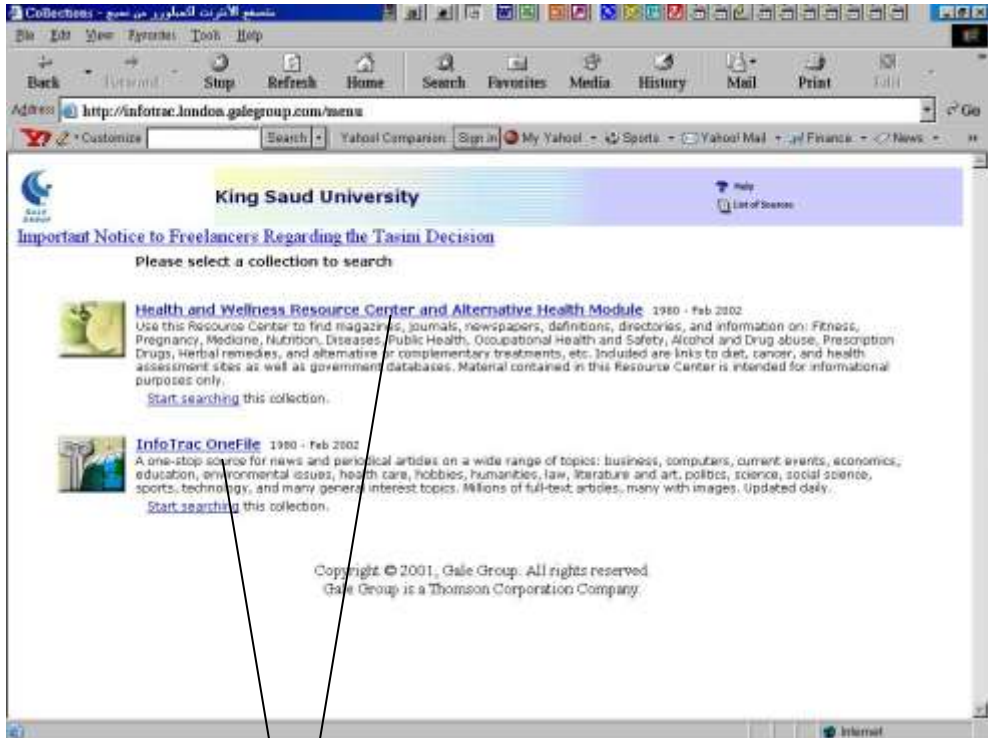 Collections - متصفح الأنترنت اكسبلورر من نسيج
File Edit View Favorites Tools Help
Back Forward Stop Refresh Home Search Favorites Media History Mail Print Edit
Address http://infotrac.london.galegroup.com/menu Go
Customize Search Yahoo! Companion Sign in My Yahoo! Sports Yahoo! Mail Finance News
GALE GROUP
King Saud University
Help
List of Sources
Important Notice to Freelancers Regarding the Tasini Decision
Please select a collection to search
Health and Wellness Resource Center and Alternative Health Module 1980 - Feb 2002
Use this Resource Center to find magazines, journals, newspapers, definitions, directories, and information on: Fitness,
Pregnancy, Medicine, Nutrition, Diseases, Public Health, Occupational Health and Safety, Alcohol and Drug abuse, Prescription
Drugs, Herbal remedies, and alternative or complementary treatments, etc. Included are links to diet, cancer, and health
assessment sites as well as government databases. Material contained in this Resource Center is intended for informational
purposes only.
Start searching this collection.
InfoTrac OneFile 1980 - Feb 2002
A one-stop source for news and periodical articles on a wide range of topics: business, computers, current events, economics,
education, environmental issues, health care, hobbies, humanities, law, literature and art, politics, science, social science,
sports, technology, and many general interest topics. Millions of full-text articles, many with images. Updated daily.
Start searching this collection.
Copyright © 2001, Gale Group. All rights reserved.
Gale Group is a Thomson Corporation Company.
Internet